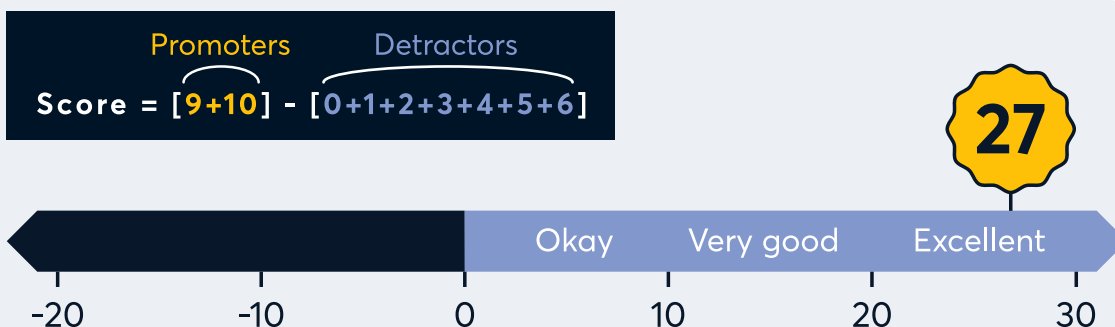 Promoters Detractors
Score = [9+10] - [0+1+2+3+4+5+6]
27
Okay Very good Excellent
-20 -10 0 10 20 30